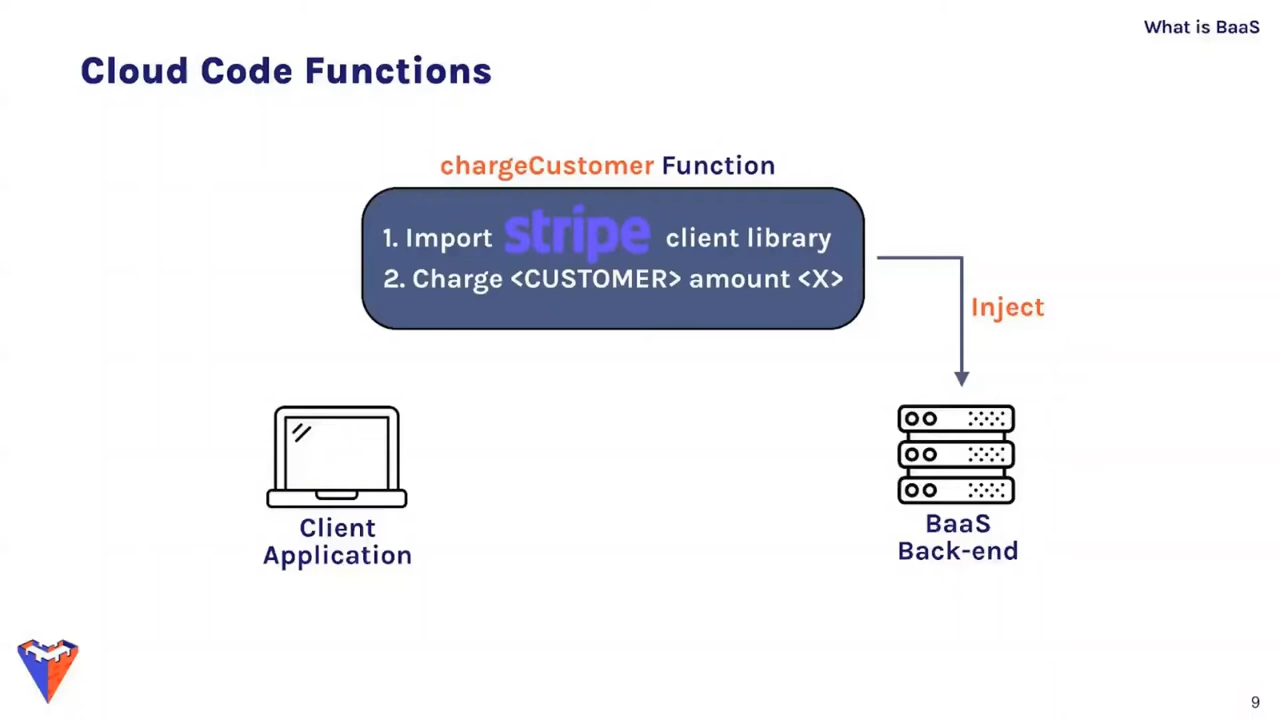 What is BaaS
Cloud Code Functions
chargeCustomer Function
1. Import stripe client library
2. Charge <CUSTOMER> amount <X>
Inject
Client
Application
BaaS
Back-end
9